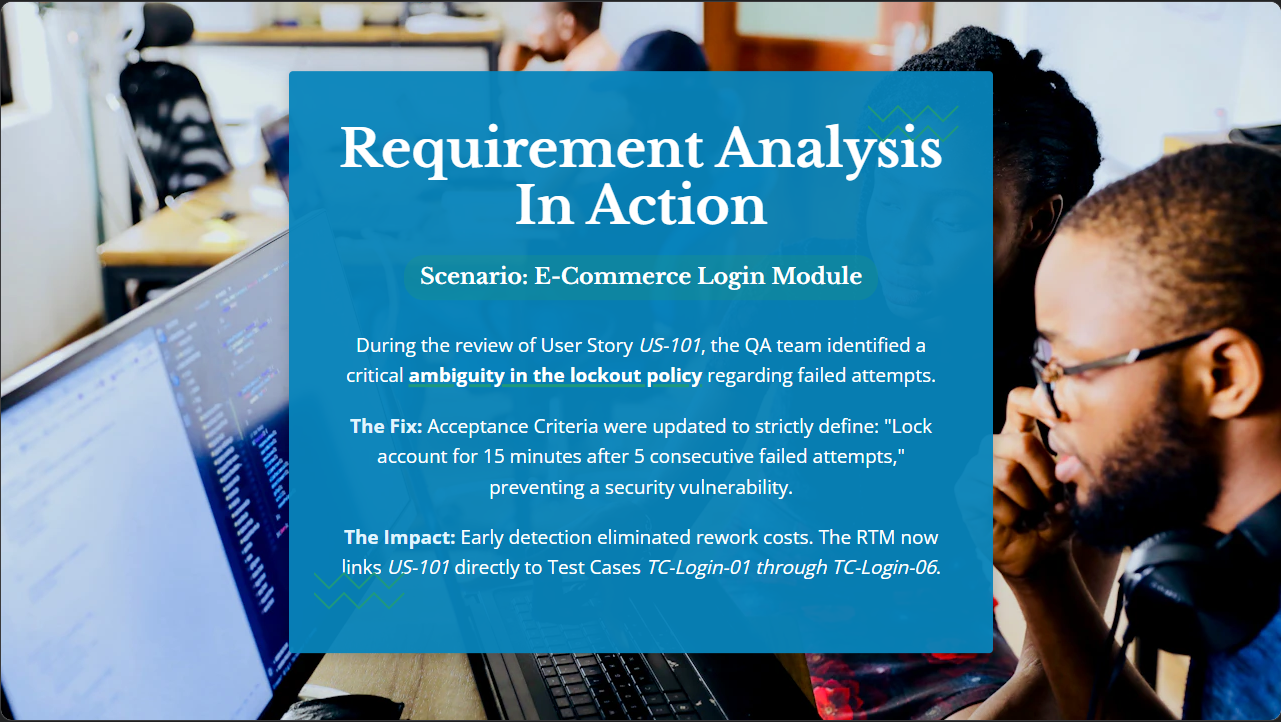 Requirement Analysis
In Action
Scenario: E-Commerce Login Module
During the review of User Story US-101, the QA team identified a
critical ambiguity in the lockout policy regarding failed attempts.
The Fix: Acceptance Criteria were updated to strictly define: "Lock
account for 15 minutes after 5 consecutive failed attempts,"
preventing a security vulnerability.
The Impact: Early detection eliminated rework costs. The RTM now
links US-101 directly to Test Cases TC-Login-01 through TC-Login-06.